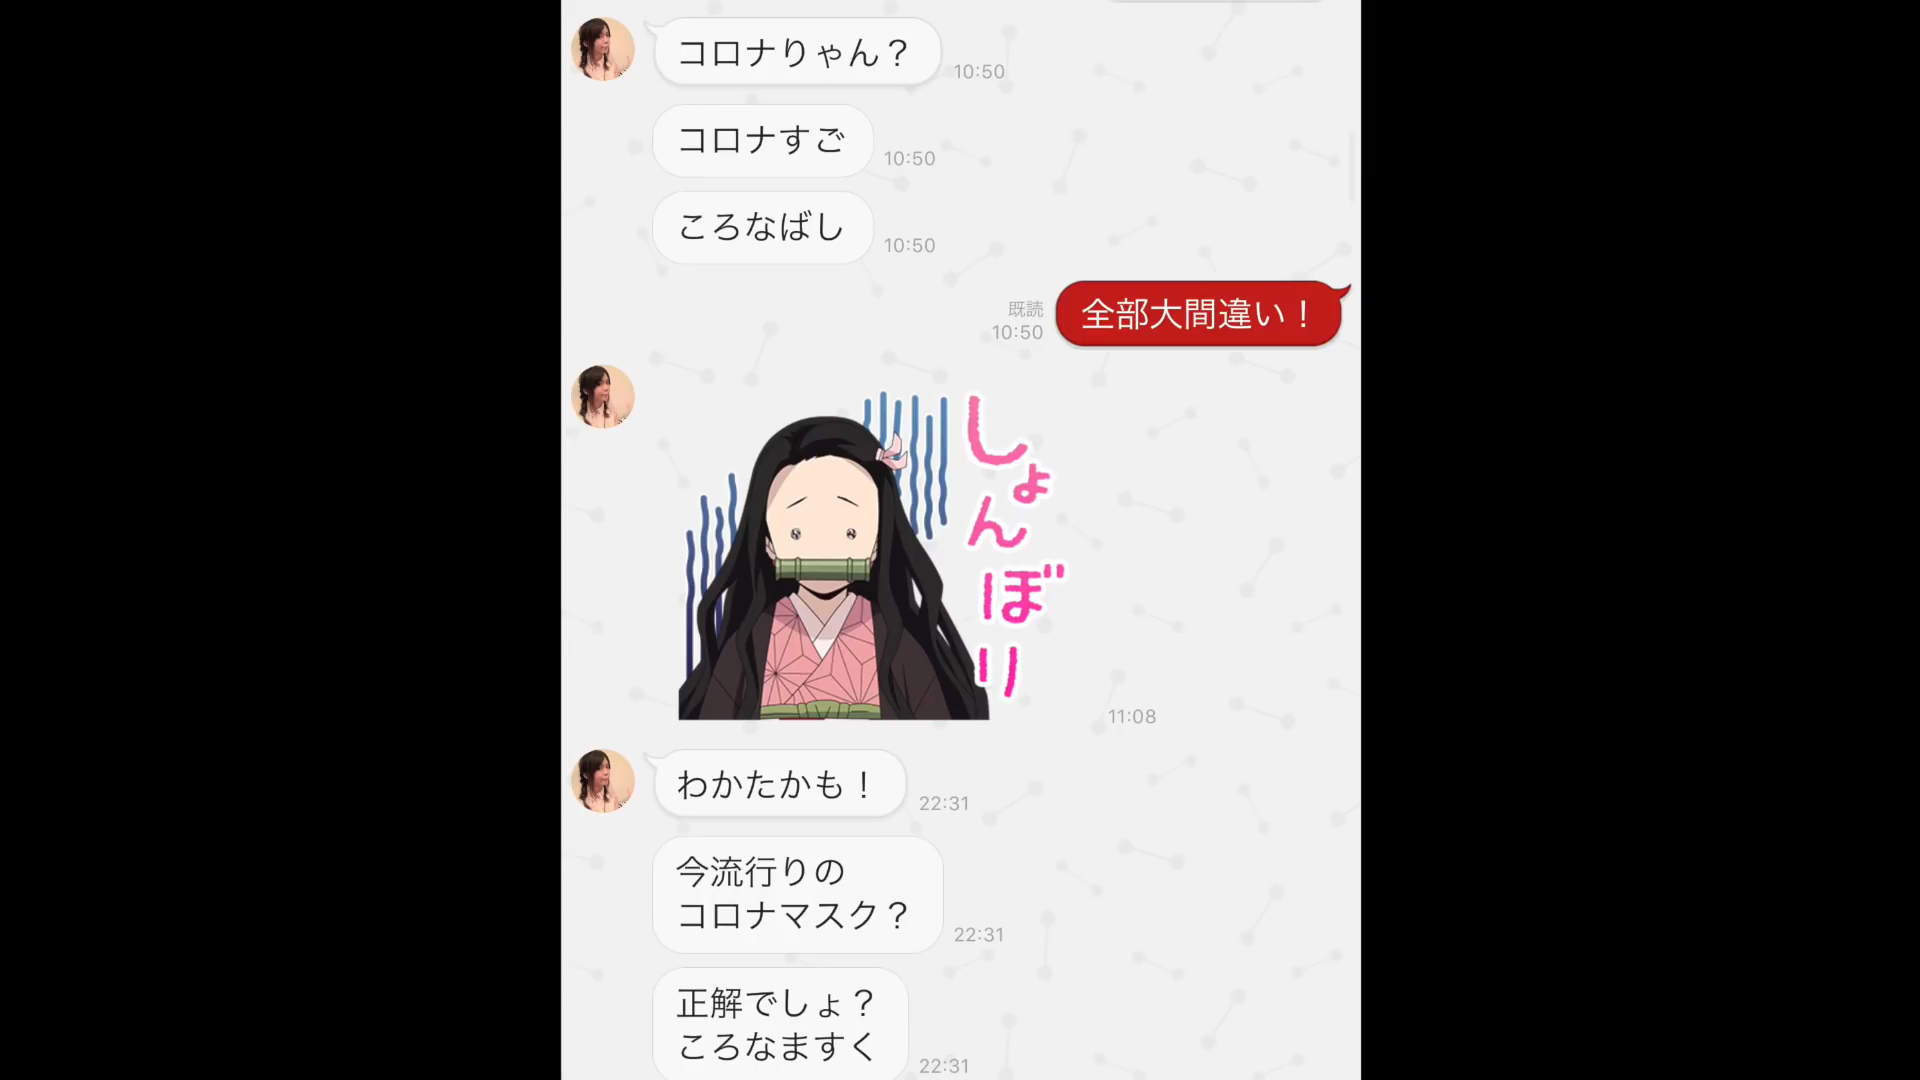 コロナりゃん？
10:50
コロナすご
10:50
ころなばし
10:50
既読
10:50
全部大間違い！
しょんぼり
11:08
わかたかも！
22:31
今流行りの
コロナマスク？
22:31
正解でしょ？
ころなますく
22:31